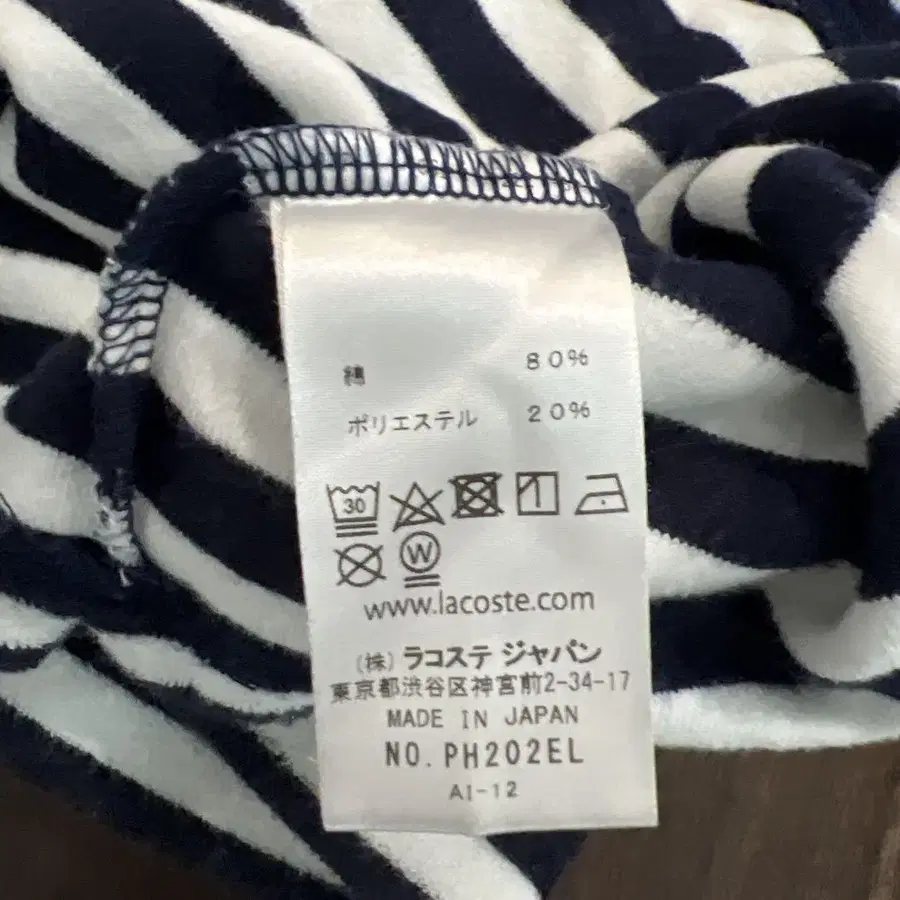 綿 80%
ポリエステル 20%
30
W
www.lacoste.com
(株) ラコステ ジャパン
東京都渋谷区神宮前2-34-17
MADE IN JAPAN
NO. PH202EL
AI-12